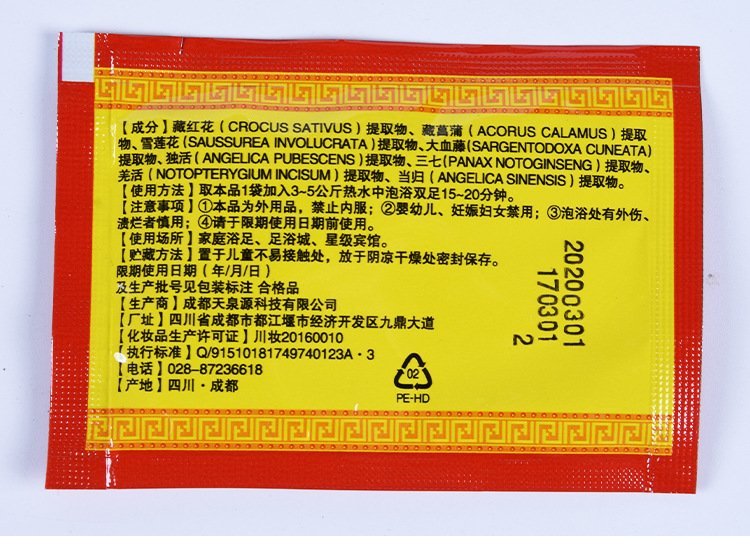 【成分】藏红花（CROCUS SATIVUS）提取物、藏菖蒲（ACORUS CALAMUS）提取
物、雪莲花(SAUSSUREA INVOLUCRATA)提取物、大血藤(SARGENTODOXA CUNEATA)
提取物、独活（ANGELICA PUBESCENS)提取物、三七(PANAX NOTOGINSENG)提取物、
羌活（NOTOPTERYGIUM INCISUM）提取物、当归（ANGELICA SINENSIS）提取物。
【使用方法】取本品1袋加入3~5公斤热水中泡浴双足15~20分钟。
【注意事项】①本品为外用品，禁止内服；②婴幼儿、妊娠妇女禁用；③泡浴处有外伤、
溃烂者慎用；④请于限期使用日期前使用。
【使用场所】家庭浴足、足浴城、星级宾馆。
【贮藏方法】置于儿童不易接触处，放于阴凉干燥处密封保存。
限期使用日期（年/月/日）
及生产批号见包装标注 合格品
【生产商】成都天泉源科技有限公司
【厂址】四川省成都市都江堰市经济开发区九鼎大道
【化妆品生产许可证】川妆20160010
【执行标准】Q/91510181749740123A·3
【电话】028-87236618
【产地】四川·成都
02
PE-HD
20200301
170301
2